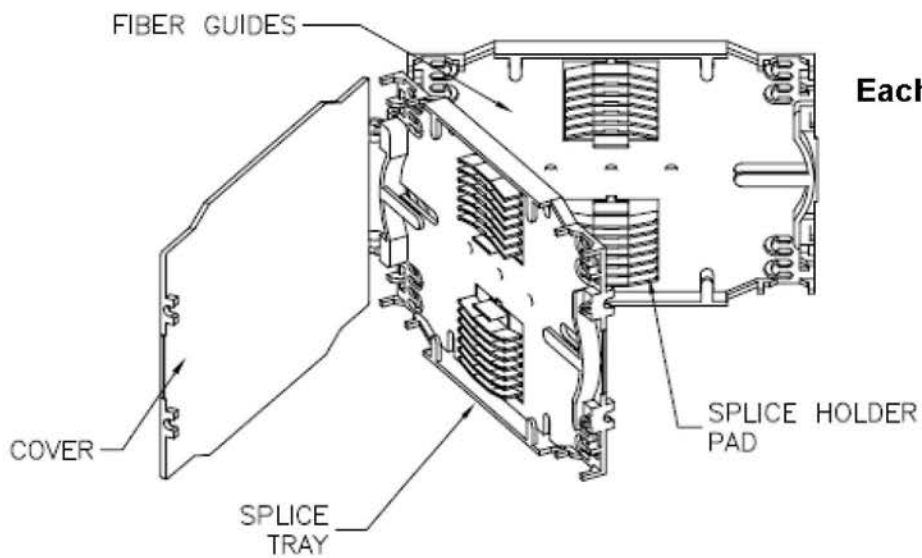 FIBER GUIDES
Each
COVER
SPLICE
TRAY
SPLICE HOLDER
PAD